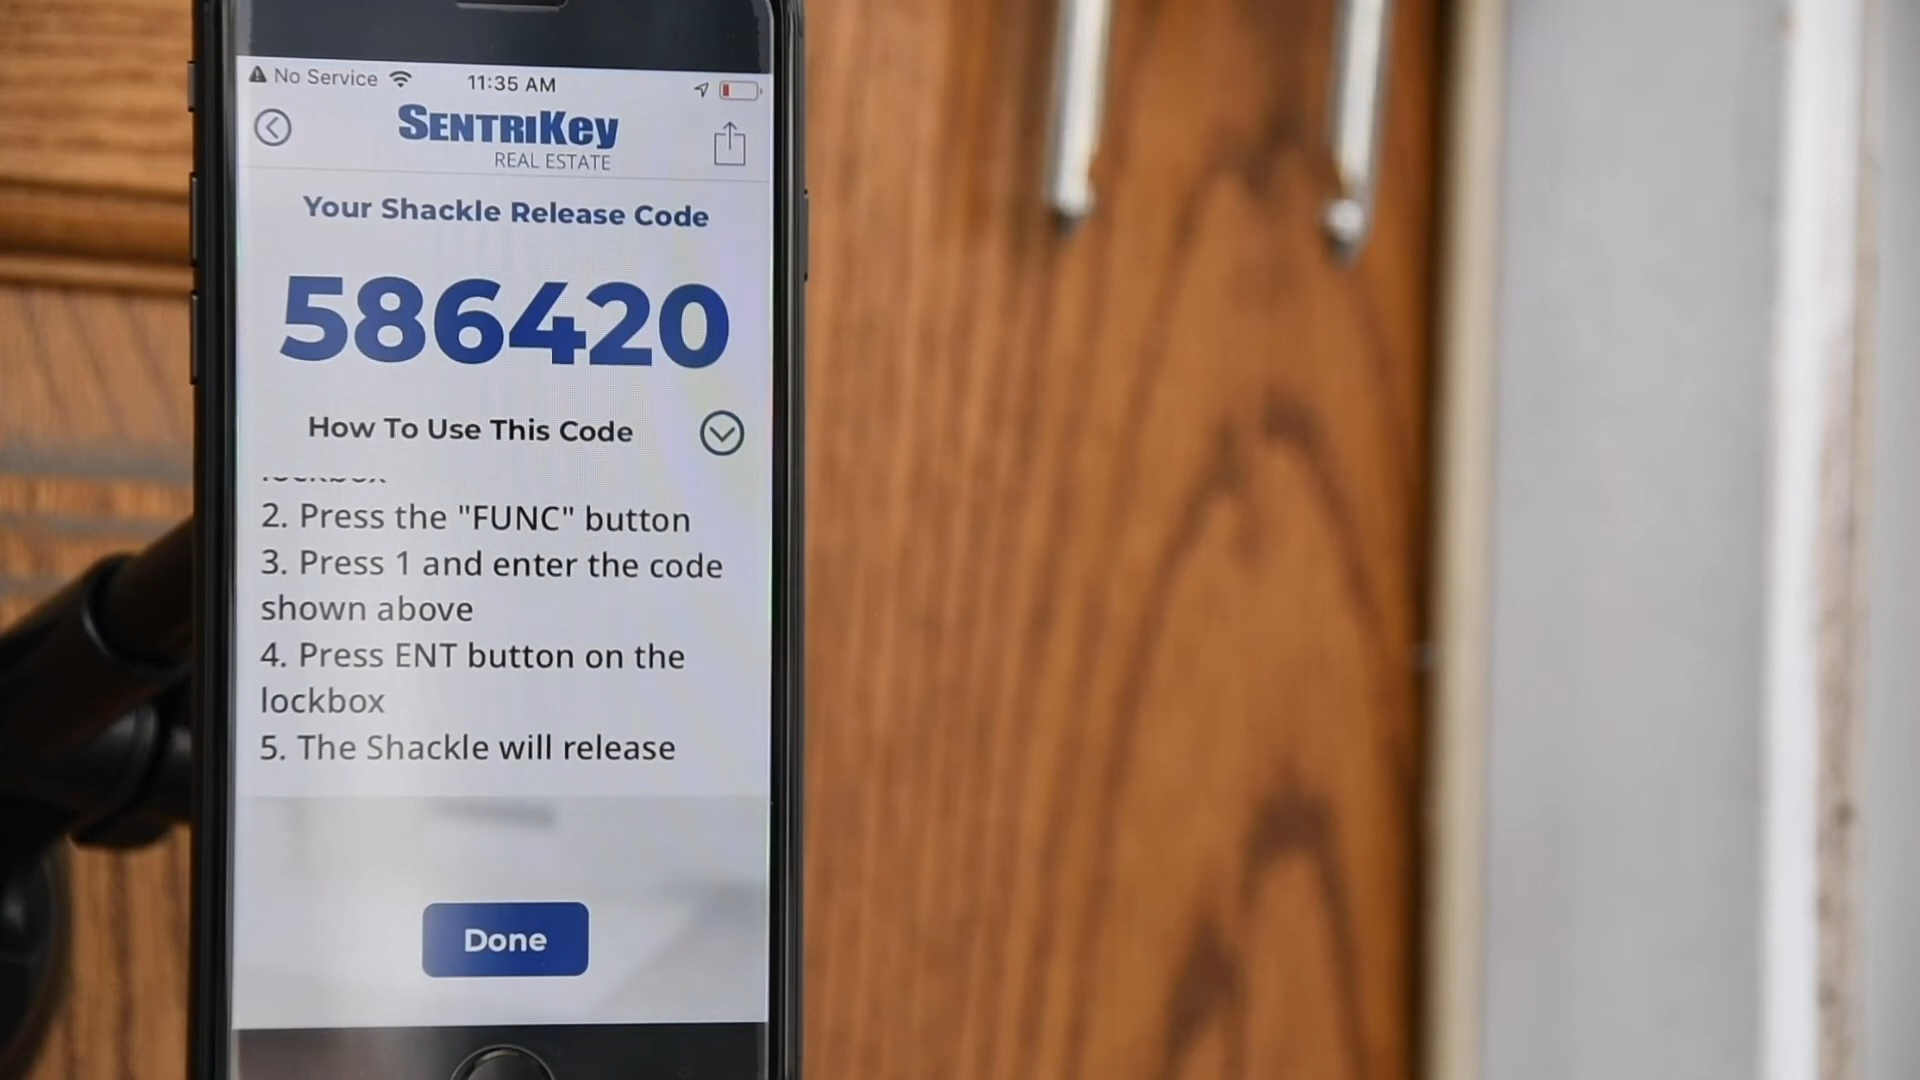 No Service 11:35 AM
SENTRIKey
REAL ESTATE
Your Shackle Release Code
586420
How To Use This Code
2. Press the "FUNC" button
3. Press 1 and enter the code
shown above
4. Press ENT button on the
lockbox
5. The Shackle will release
Done